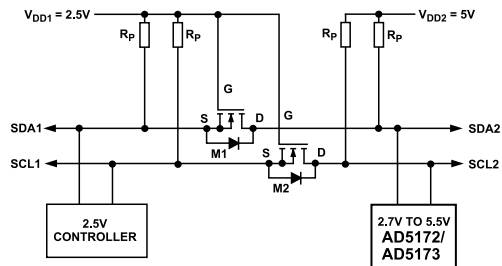 VDD1 = 2.5V
RP
RP
RP
RP
VDD2 = 5V
G
G
S
D
SDA1
SDA2
M1
S
D
SCL1
SCL2
M2
2.5V
CONTROLLER
2.7V TO 5.5V
AD5172/
AD5173